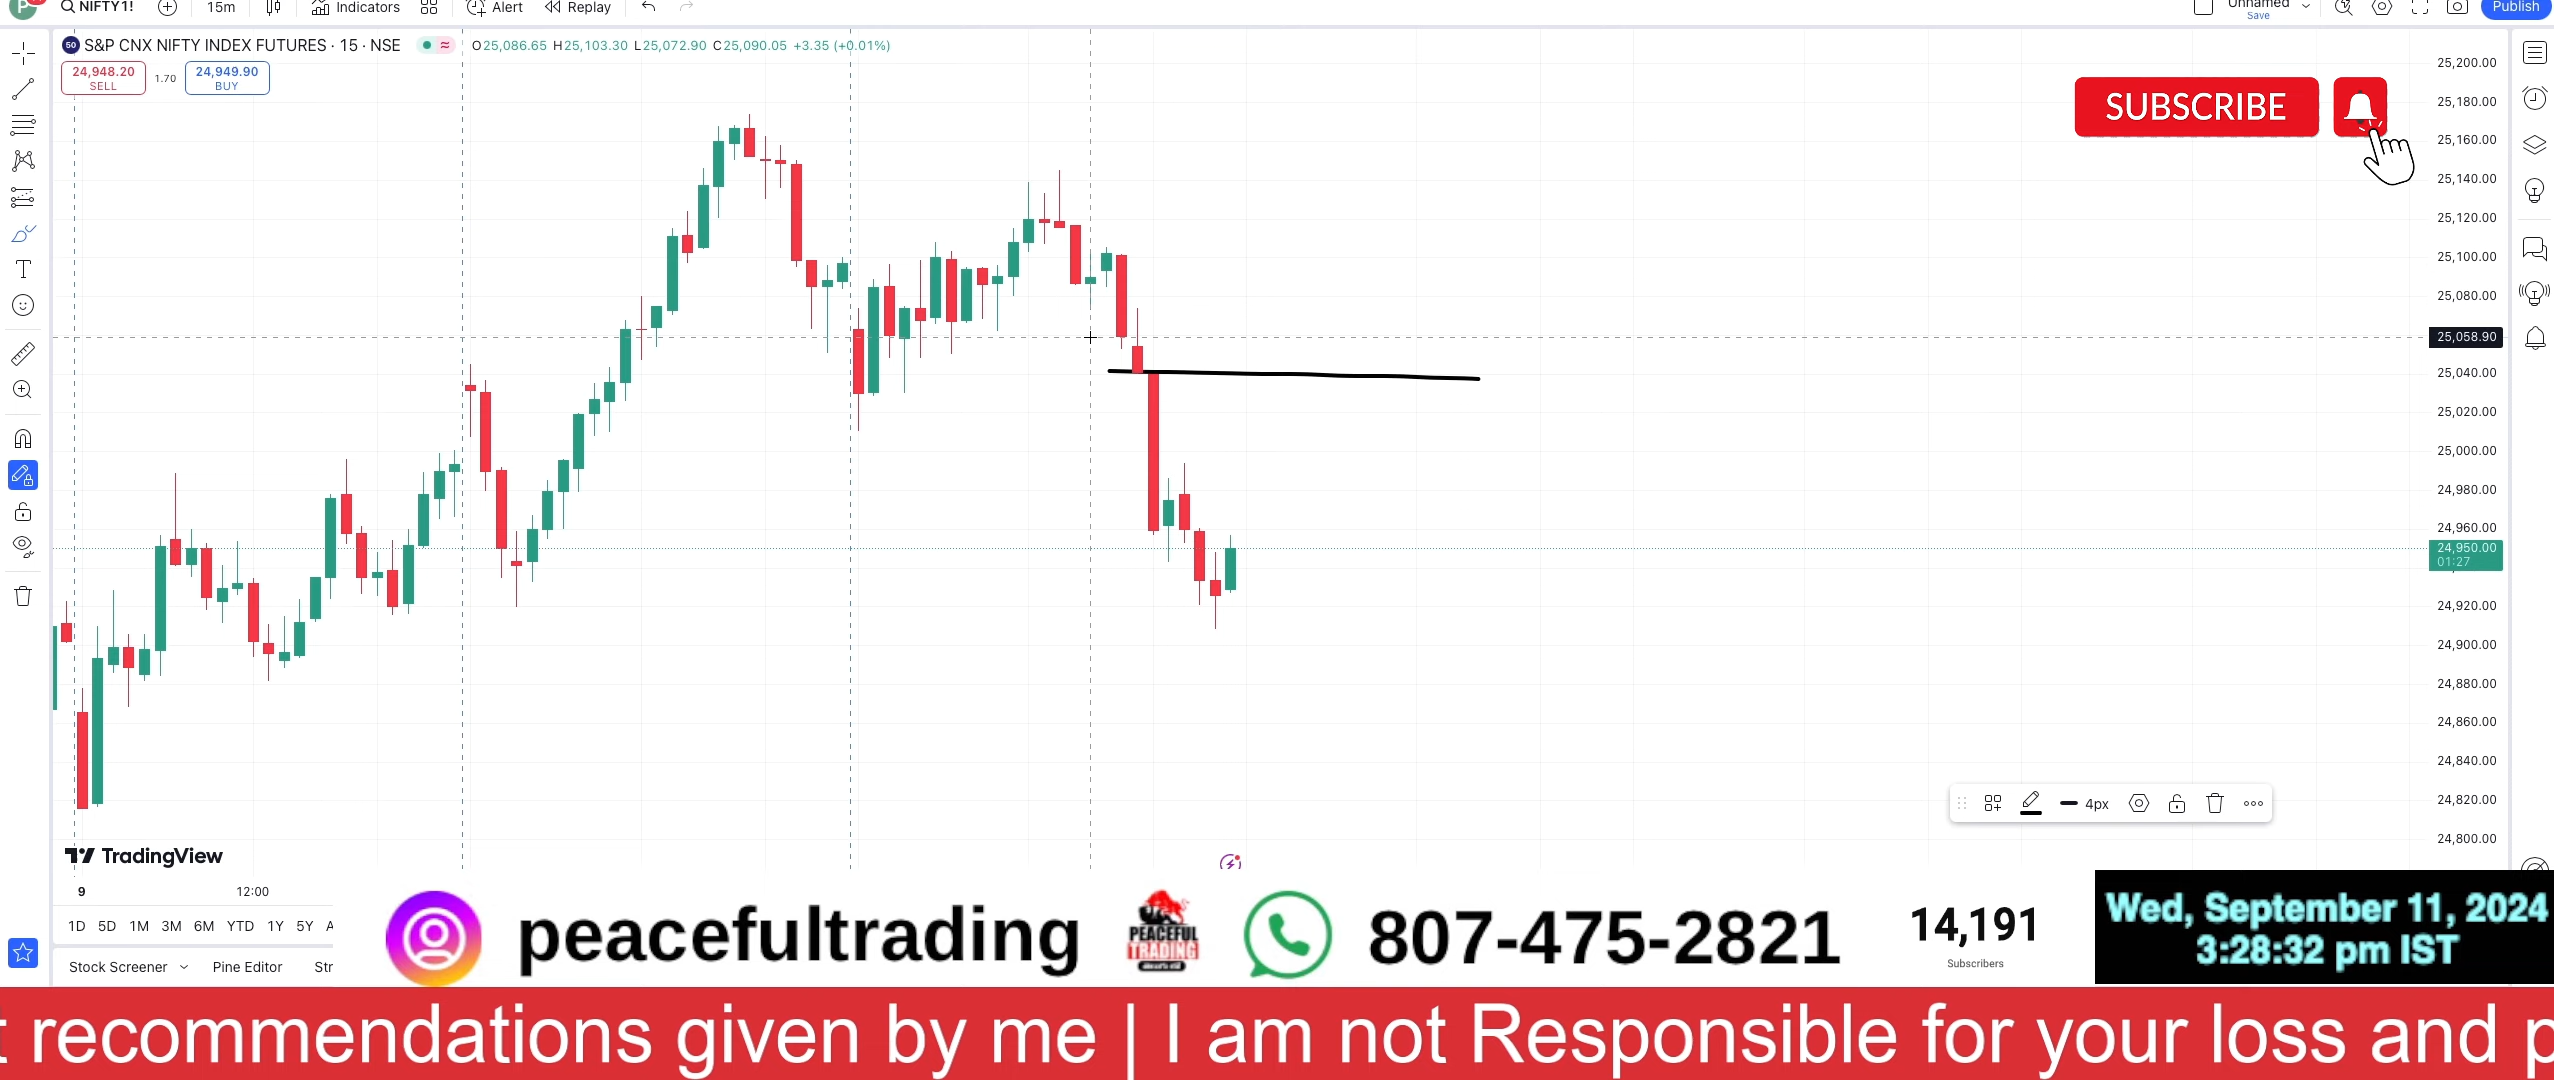 P NIFTY1! 15m Indicators Alert Replay Unnamed Save Publish
50 S&P CNX NIFTY INDEX FUTURES · 15 · NSE O25,086.65 H25,103.30 L25,072.90 C25,090.05 +3.35 (+0.01%)
24,948.20 SELL 1.70 24,949.90 BUY
SUBSCRIBE
25,200.00
25,180.00
25,160.00
25,140.00
25,120.00
25,100.00
25,080.00
25,058.90
25,040.00
25,020.00
25,000.00
24,980.00
24,960.00
24,950.00
01:27
24,920.00
24,900.00
24,880.00
24,860.00
24,840.00
24,820.00
24,800.00
4px
TradingView
9 12:00
1D 5D 1M 3M 6M YTD 1Y 5Y A
Stock Screener Pine Editor Str
peacefultrading PEACEFUL TRADING 807-475-2821
14,191
Subscribers
Wed, September 11, 2024
3:28:32 pm IST
t recommendations given by me | I am not Responsible for your loss and p